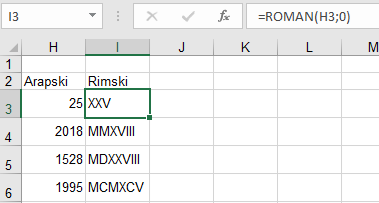 I3 =ROMAN(H3;0)
H I J K L M
1
2 Arapski Rimski
3 25 XXV
4 2018 MMXVIII
5 1528 MDXXVIII
6 1995 MCMXCV